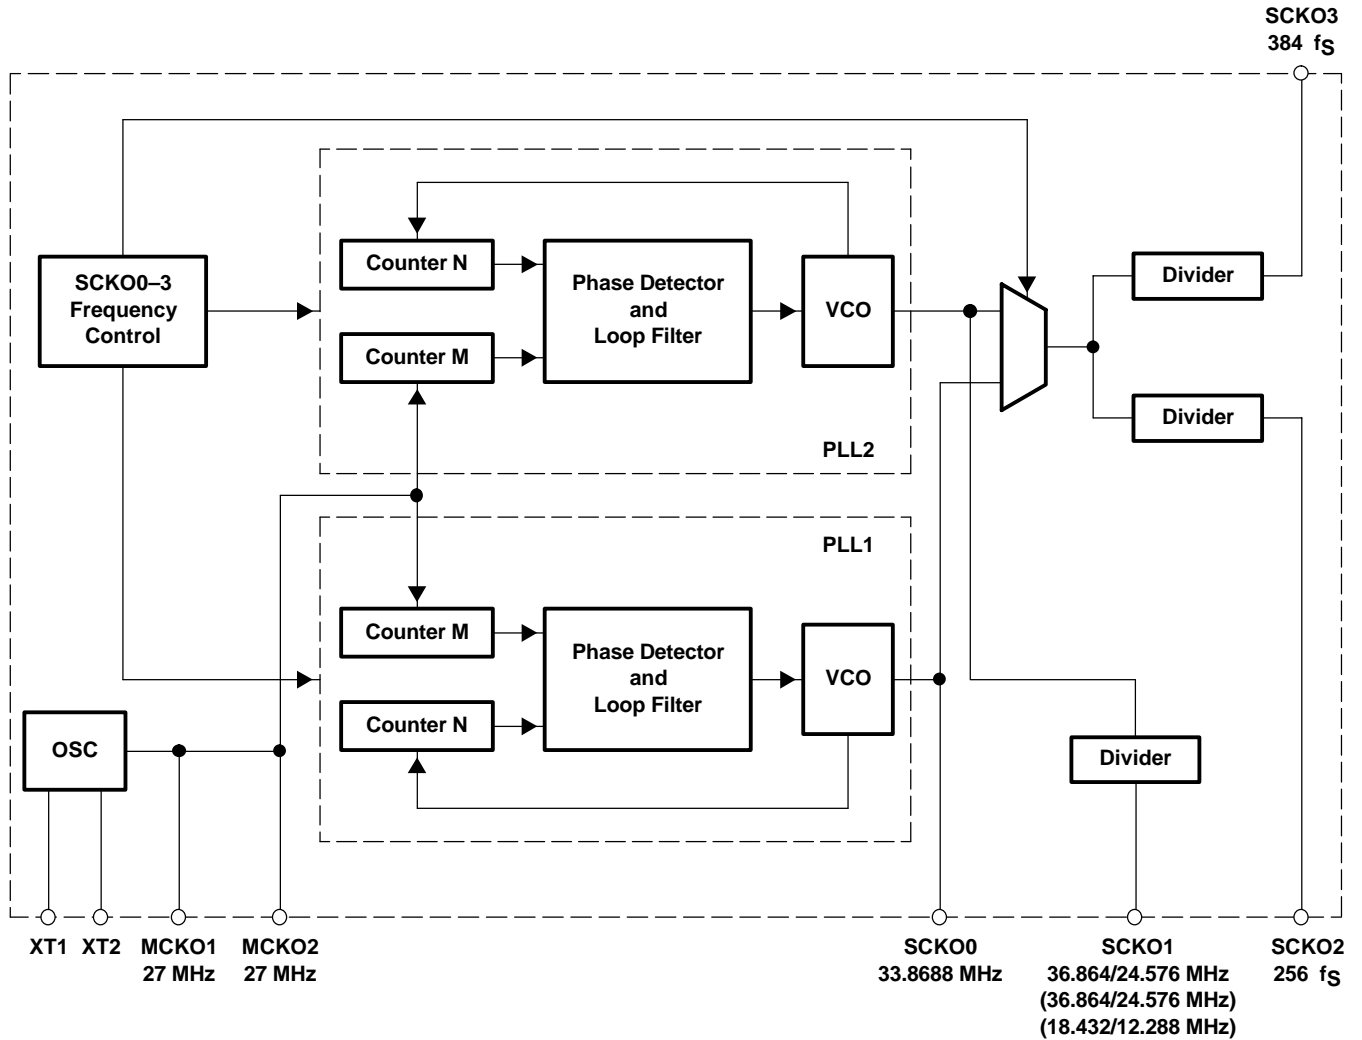 SCKO3
384 fS
SCKO0–3
Frequency
Control
Counter N
Counter M
Phase Detector
and
Loop Filter
VCO
PLL2
Divider
Divider
PLL1
Counter M
Counter N
Phase Detector
and
Loop Filter
VCO
OSC
Divider
XT1
XT2
MCKO1
27 MHz
MCKO2
27 MHz
SCKO0
33.8688 MHz
SCKO1
36.864/24.576 MHz
(36.864/24.576 MHz)
(18.432/12.288 MHz)
SCKO2
256 fS